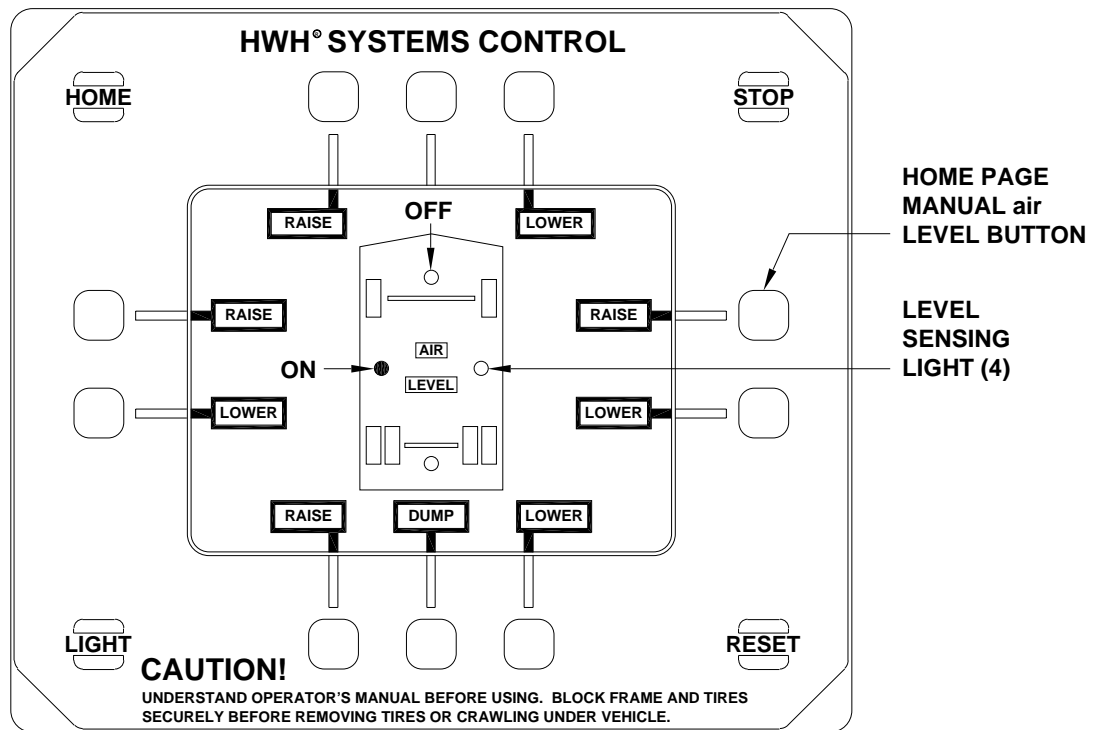 HWH® SYSTEMS CONTROL
HOME
STOP
HOME PAGE
MANUAL air
LEVEL BUTTON
RAISE
OFF
LOWER
RAISE
RAISE
LEVEL
SENSING
LIGHT (4)
AIR
ON
LEVEL
LOWER
LOWER
RAISE
DUMP
LOWER
LIGHT
RESET
CAUTION!
UNDERSTAND OPERATOR'S MANUAL BEFORE USING. BLOCK FRAME AND TIRES
SECURELY BEFORE REMOVING TIRES OR CRAWLING UNDER VEHICLE.